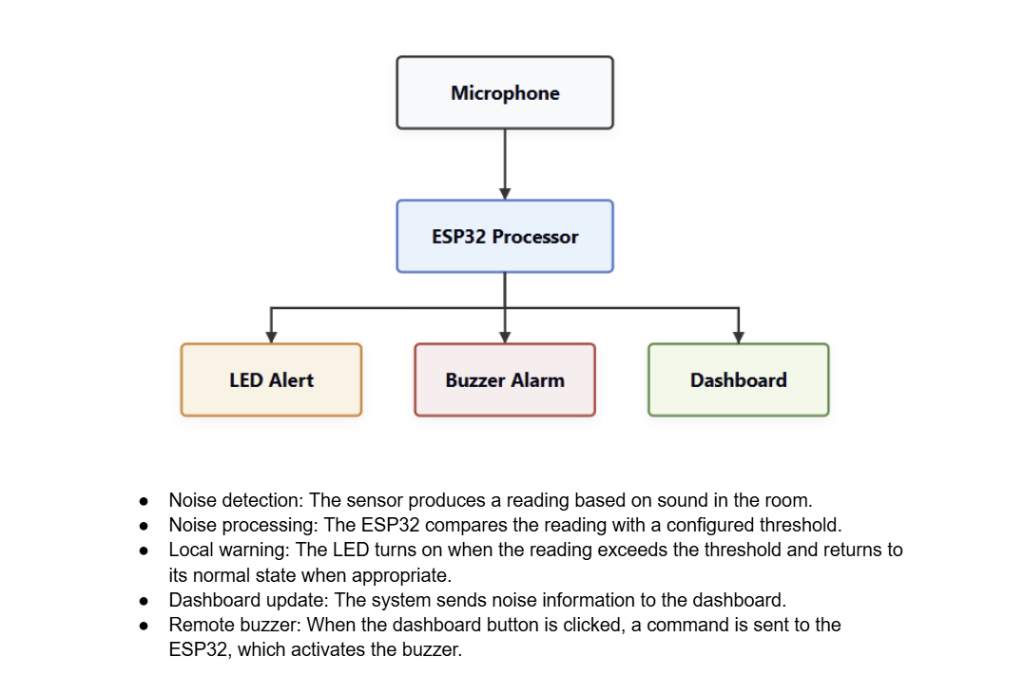 Microphone
ESP32 Processor
LED Alert
Buzzer Alarm
Dashboard
● Noise detection: The sensor produces a reading based on sound in the room.
● Noise processing: The ESP32 compares the reading with a configured threshold.
● Local warning: The LED turns on when the reading exceeds the threshold and returns to
its normal state when appropriate.
● Dashboard update: The system sends noise information to the dashboard.
● Remote buzzer: When the dashboard button is clicked, a command is sent to the
ESP32, which activates the buzzer.